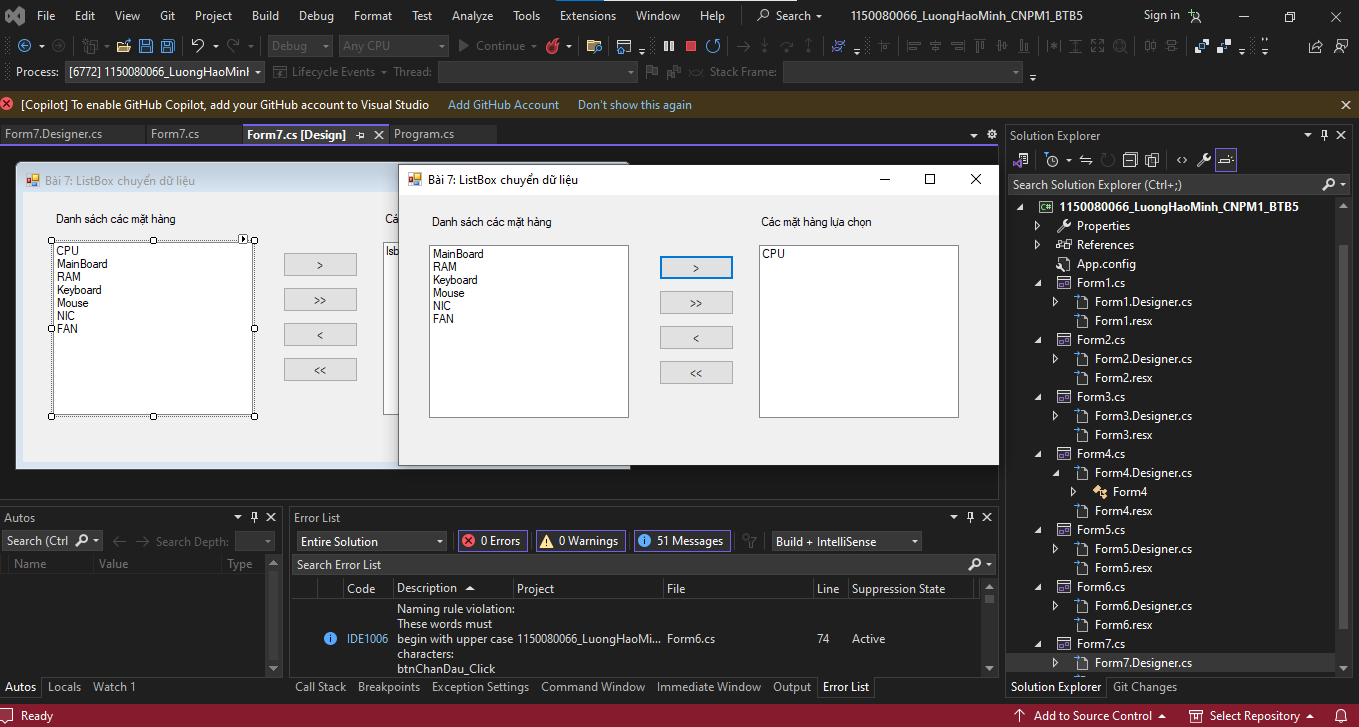 File Edit View Git Project Build Debug Format Test Analyze Tools Extensions Window Help Search 1150080066_LuongHaoMinh_CNPM1_BTB5 Sign in
Debug Any CPU Continue
Process: [6772] 1150080066_LuongHaoMinl Lifecycle Events Thread: Stack Frame:
[Copilot] To enable GitHub Copilot, add your GitHub account to Visual Studio Add GitHub Account Don't show this again
Form7.Designer.cs Form7.cs Form7.cs [Design] Program.cs
Bài 7: ListBox chuyển dữ liệu
Danh sách các mặt hàng Cá
CPU
MainBoard
RAM
Keyboard
Mouse
NIC
FAN
>
>>
<
<<
lsb
Bài 7: ListBox chuyển dữ liệu
Danh sách các mặt hàng Các mặt hàng lựa chọn
MainBoard
RAM
Keyboard
Mouse
NIC
FAN
>
>>
<
<<
CPU
Solution Explorer
Search Solution Explorer (Ctrl+;)
C# 1150080066_LuongHaoMinh_CNPM1_BTB5
Properties
References
App.config
Form1.cs
Form1.Designer.cs
Form1.resx
Form2.cs
Form2.Designer.cs
Form2.resx
Form3.cs
Form3.Designer.cs
Form3.resx
Form4.cs
Form4.Designer.cs
Form4
Form4.resx
Form5.cs
Form5.Designer.cs
Form5.resx
Form6.cs
Form6.Designer.cs
Form6.resx
Form7.cs
Form7.Designer.cs
Solution Explorer Git Changes
Autos
Search (Ctrl Search Depth:
Name Value Type
Autos Locals Watch 1
Error List
Entire Solution 0 Errors 0 Warnings 51 Messages Build + IntelliSense
Search Error List
Code Description Project File Line Suppression State
Naming rule violation:
These words must
IDE1006 begin with upper case 1150080066_LuongHaoMi... Form6.cs 74 Active
characters:
btnChanDau_Click
Call Stack Breakpoints Exception Settings Command Window Immediate Window Output Error List
Ready Add to Source Control Select Repository